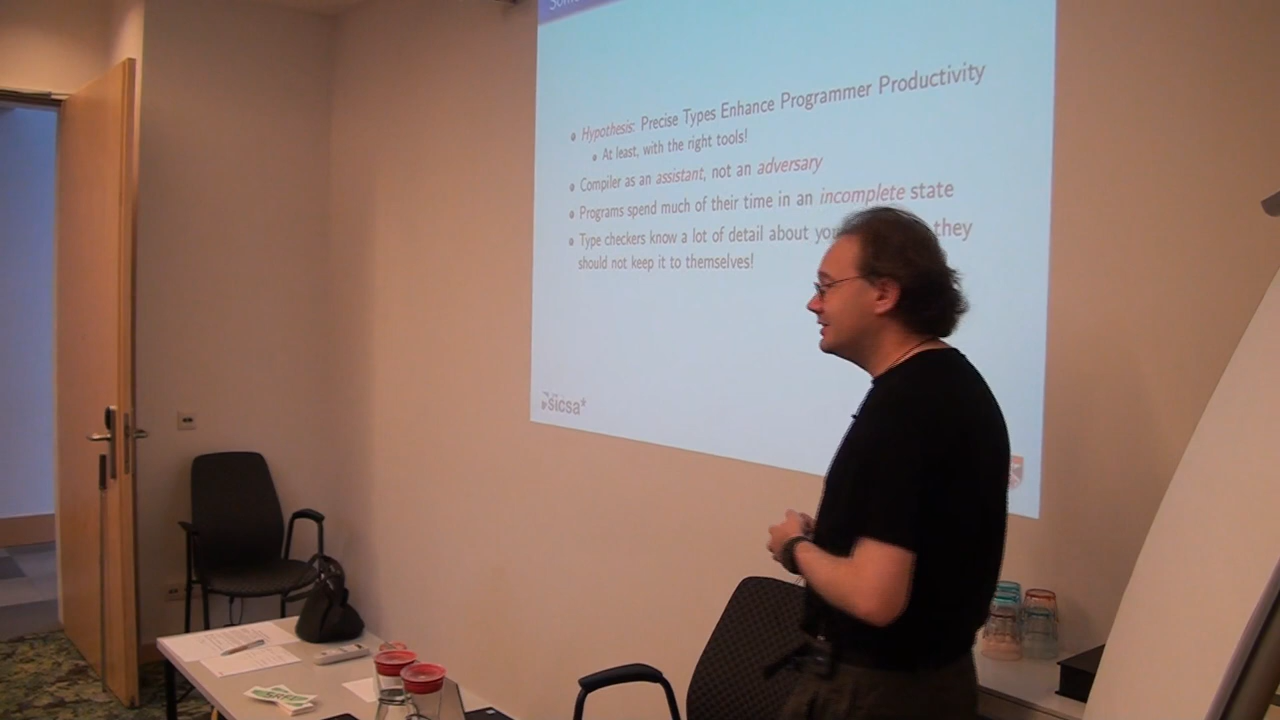 Hypothesis: Precise Types Enhance Programmer Productivity
At least, with the right tools!
Compiler as an assistant, not an adversary
Programs spend much of their time in an incomplete state
Type checkers know a lot of detail about they
should not keep it to themselves!
sicsa*